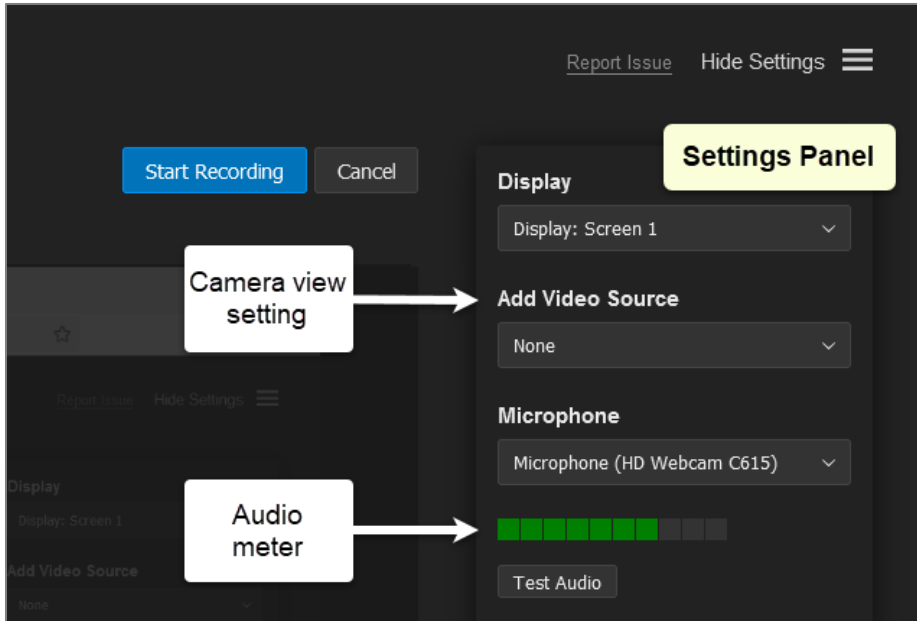 Report Issue
Hide Settings
Settings Panel
Start Recording
Cancel
Display
Display: Screen 1
Camera view
setting
Add Video Source
None
Microphone
Microphone (HD Webcam C615)
Audio
meter
Test Audio
Report Issue
Hide Settings
Display
Display: Screen 1
Add Video Source
None